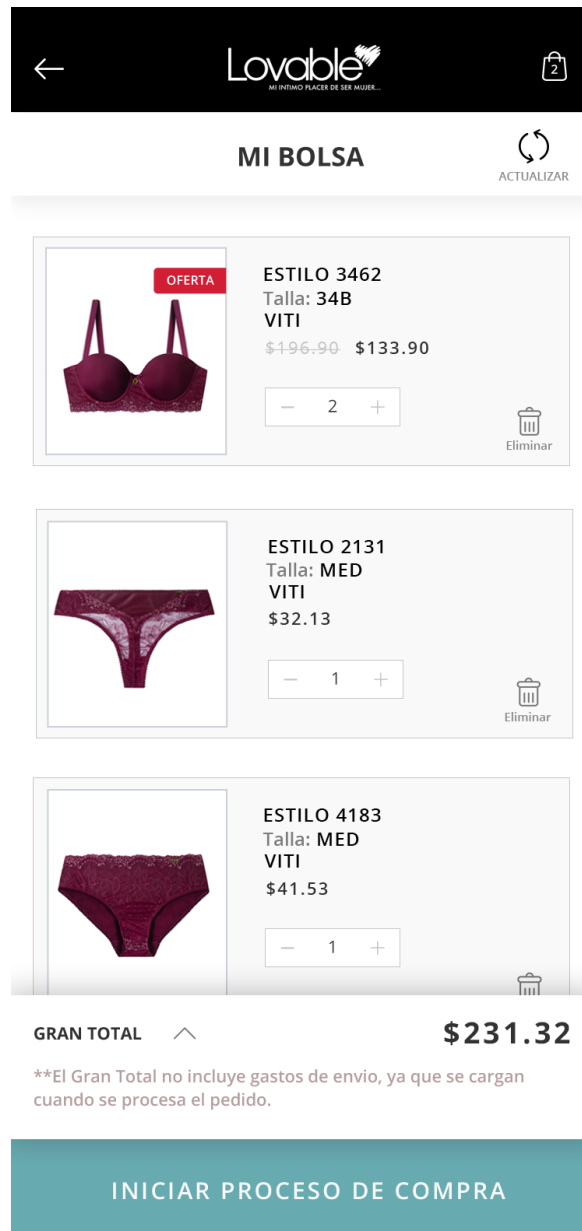 Lovable
MI INTIMO PLACER DE SER MUJER...
2
MI BOLSA
ACTUALIZAR
OFERTA
ESTILO 3462
Talla: 34B
VITI
$196.90 $133.90
— 2 +
Eliminar
ESTILO 2131
Talla: MED
VITI
$32.13
— 1 +
Eliminar
ESTILO 4183
Talla: MED
VITI
$41.53
— 1 +
GRAN TOTAL
$231.32
**El Gran Total no incluye gastos de envio, ya que se cargan
cuando se procesa el pedido.
INICIAR PROCESO DE COMPRA